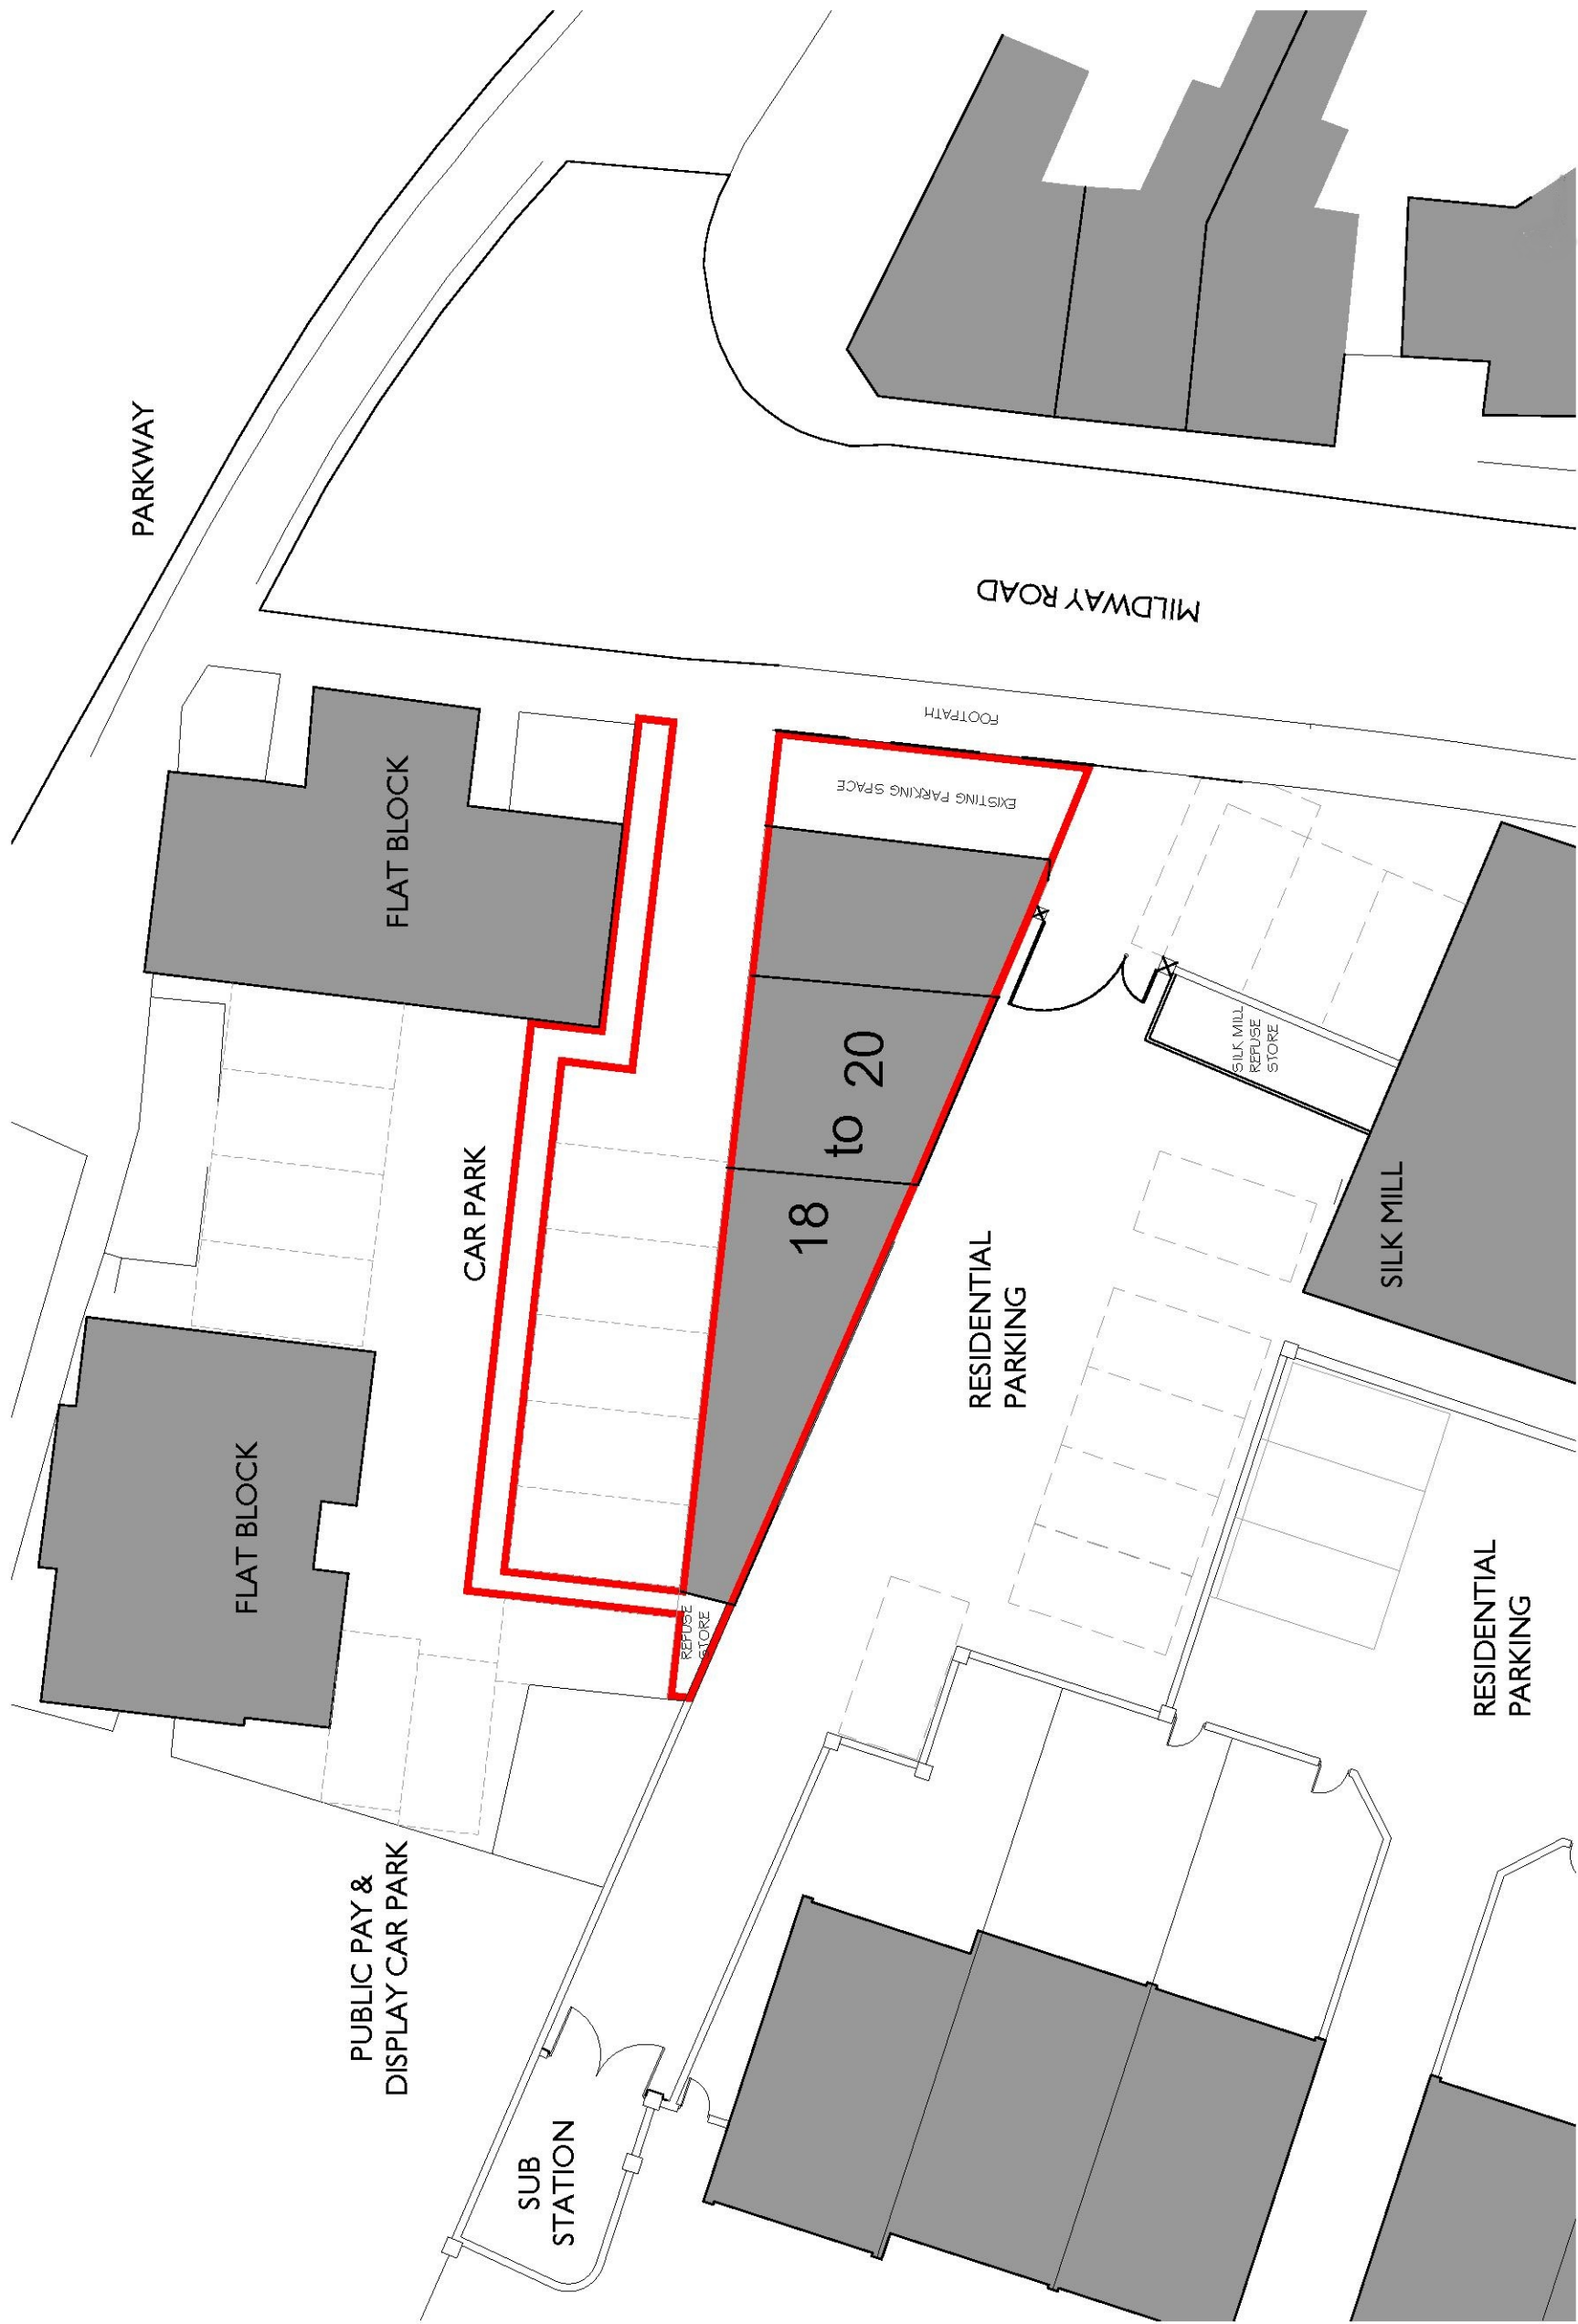 PARKWAY
MILDWAY ROAD
FOOTPATH
EXISTING PARKING SPACE
FLAT BLOCK
CAR PARK
18 to 20
SILK MILL
REFUSE
STORE
SILK MILL
RESIDENTIAL
PARKING
FLAT BLOCK
REFUSE
STORE
RESIDENTIAL
PARKING
PUBLIC PAY &
DISPLAY CAR PARK
SUB
STATION